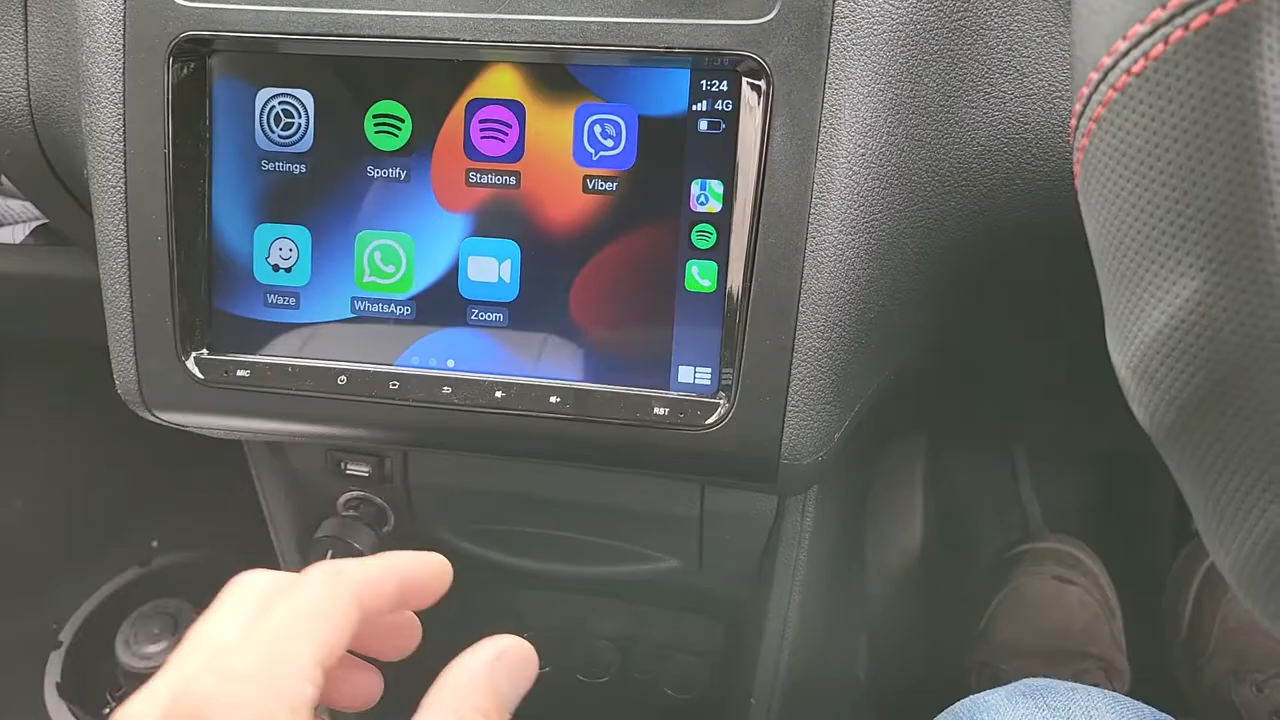 1:24
4G
Settings
Spotify
Stations
Viber
Waze
WhatsApp
Zoom
MIC
RST